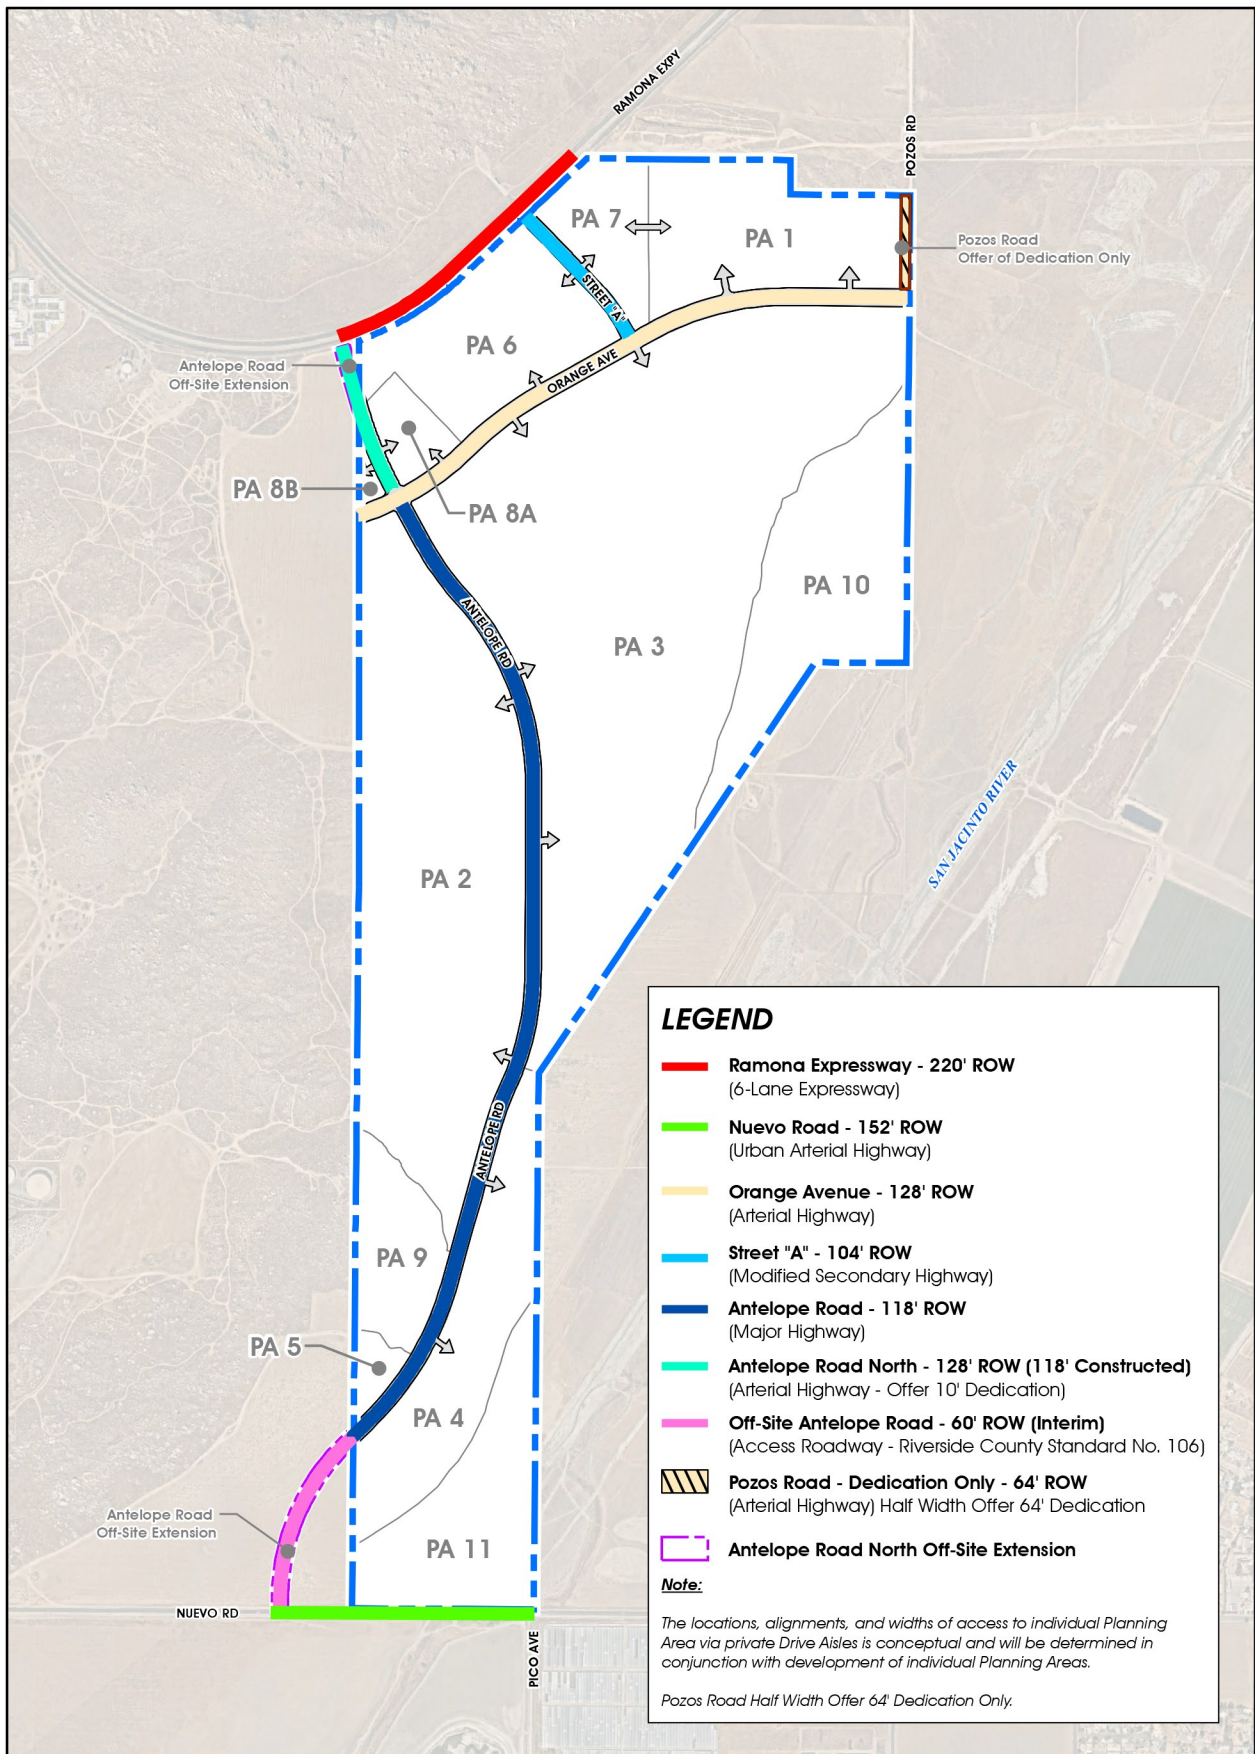 RAMONA EXPY
POZOS RD
PA 7
PA 1
Pozos Road
Offer of Dedication Only
STREET "A"
PA 6
ORANGE AVE
Antelope Road
Off-Site Extension
PA 8B
PA 8A
PA 10
ANTELOPE RD
PA 3
SAN JACINTO RIVER
PA 2
ANTELOPE RD
PA 9
PA 5
PA 4
Antelope Road
Off-Site Extension
PA 11
NUEVO RD
PICO AVE
LEGEND
Ramona Expressway - 220' ROW
(6-Lane Expressway)
Nuevo Road - 152' ROW
(Urban Arterial Highway)
Orange Avenue - 128' ROW
(Arterial Highway)
Street "A" - 104' ROW
(Modified Secondary Highway)
Antelope Road - 118' ROW
(Major Highway)
Antelope Road North - 128' ROW (118' Constructed)
(Arterial Highway - Offer 10' Dedication)
Off-Site Antelope Road - 60' ROW (Interim)
(Access Roadway - Riverside County Standard No. 106)
Pozos Road - Dedication Only - 64' ROW
(Arterial Highway) Half Width Offer 64' Dedication
Antelope Road North Off-Site Extension
Note:
The locations, alignments, and widths of access to individual Planning
Area via private Drive Aisles is conceptual and will be determined in
conjunction with development of individual Planning Areas.
Pozos Road Half Width Offer 64' Dedication Only.